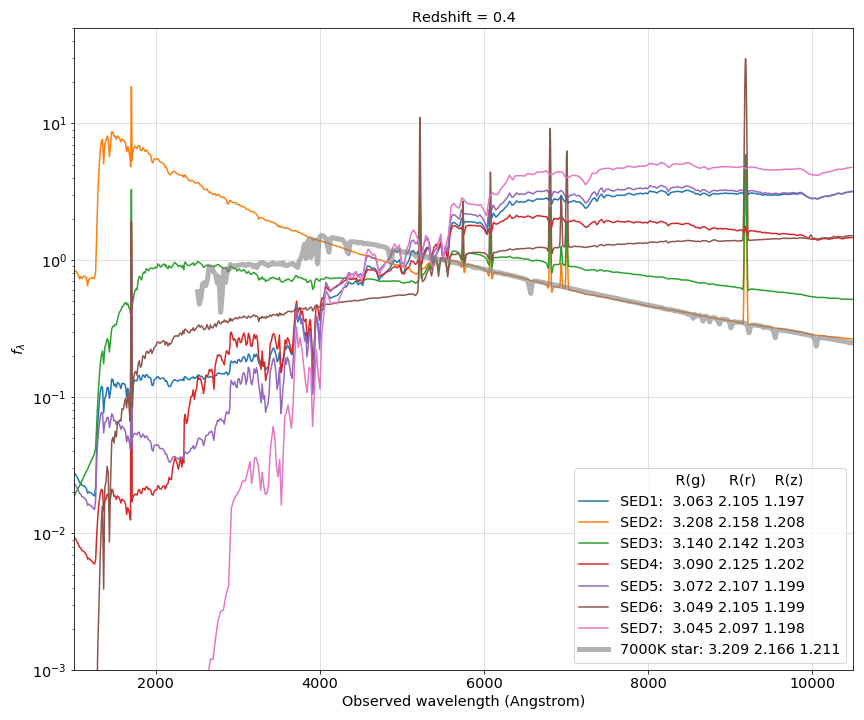 Redshift = 0.4
10^1
10^0
10^-1
10^-2
10^-3
f_λ
2000 4000 6000 8000 10000
Observed wavelength (Angstrom)
R(g) R(r) R(z)
SED1: 3.063 2.105 1.197
SED2: 3.208 2.158 1.208
SED3: 3.140 2.142 1.203
SED4: 3.090 2.125 1.202
SED5: 3.072 2.107 1.199
SED6: 3.049 2.105 1.199
SED7: 3.045 2.097 1.198
7000K star: 3.209 2.166 1.211